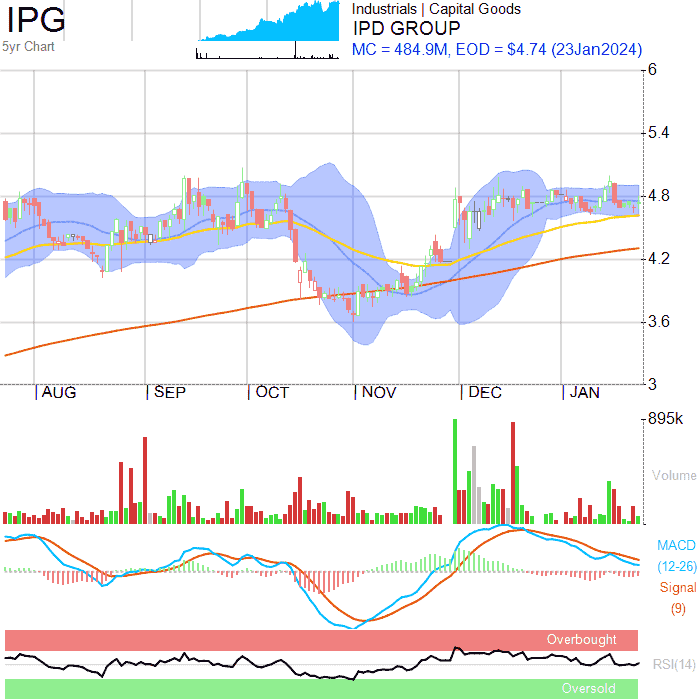 IPG
5yr Chart
Industrials | Capital Goods
IPD GROUP
MC = 484.9M, EOD = $4.74 (23Jan2024)
6
5.4
4.8
4.2
3.6
3
AUG SEP OCT NOV DEC JAN
895k
Volume
MACD
(12-26)
Signal
(9)
Overbought
RSI(14)
Oversold